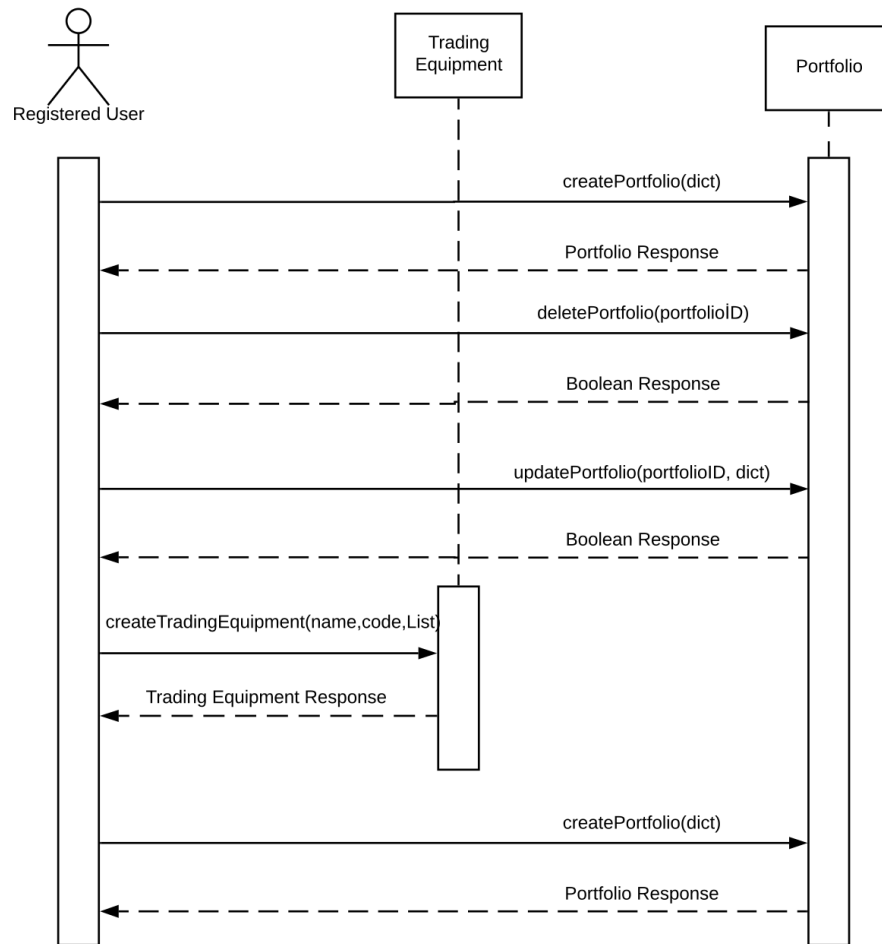 Registered User
Trading
Equipment
Portfolio
createPortfolio(dict)
Portfolio Response
deletePortfolio(portfolioİD)
Boolean Response
updatePortfolio(portfolioID, dict)
Boolean Response
createTradingEquipment(name,code,List)
Trading Equipment Response
createPortfolio(dict)
Portfolio Response